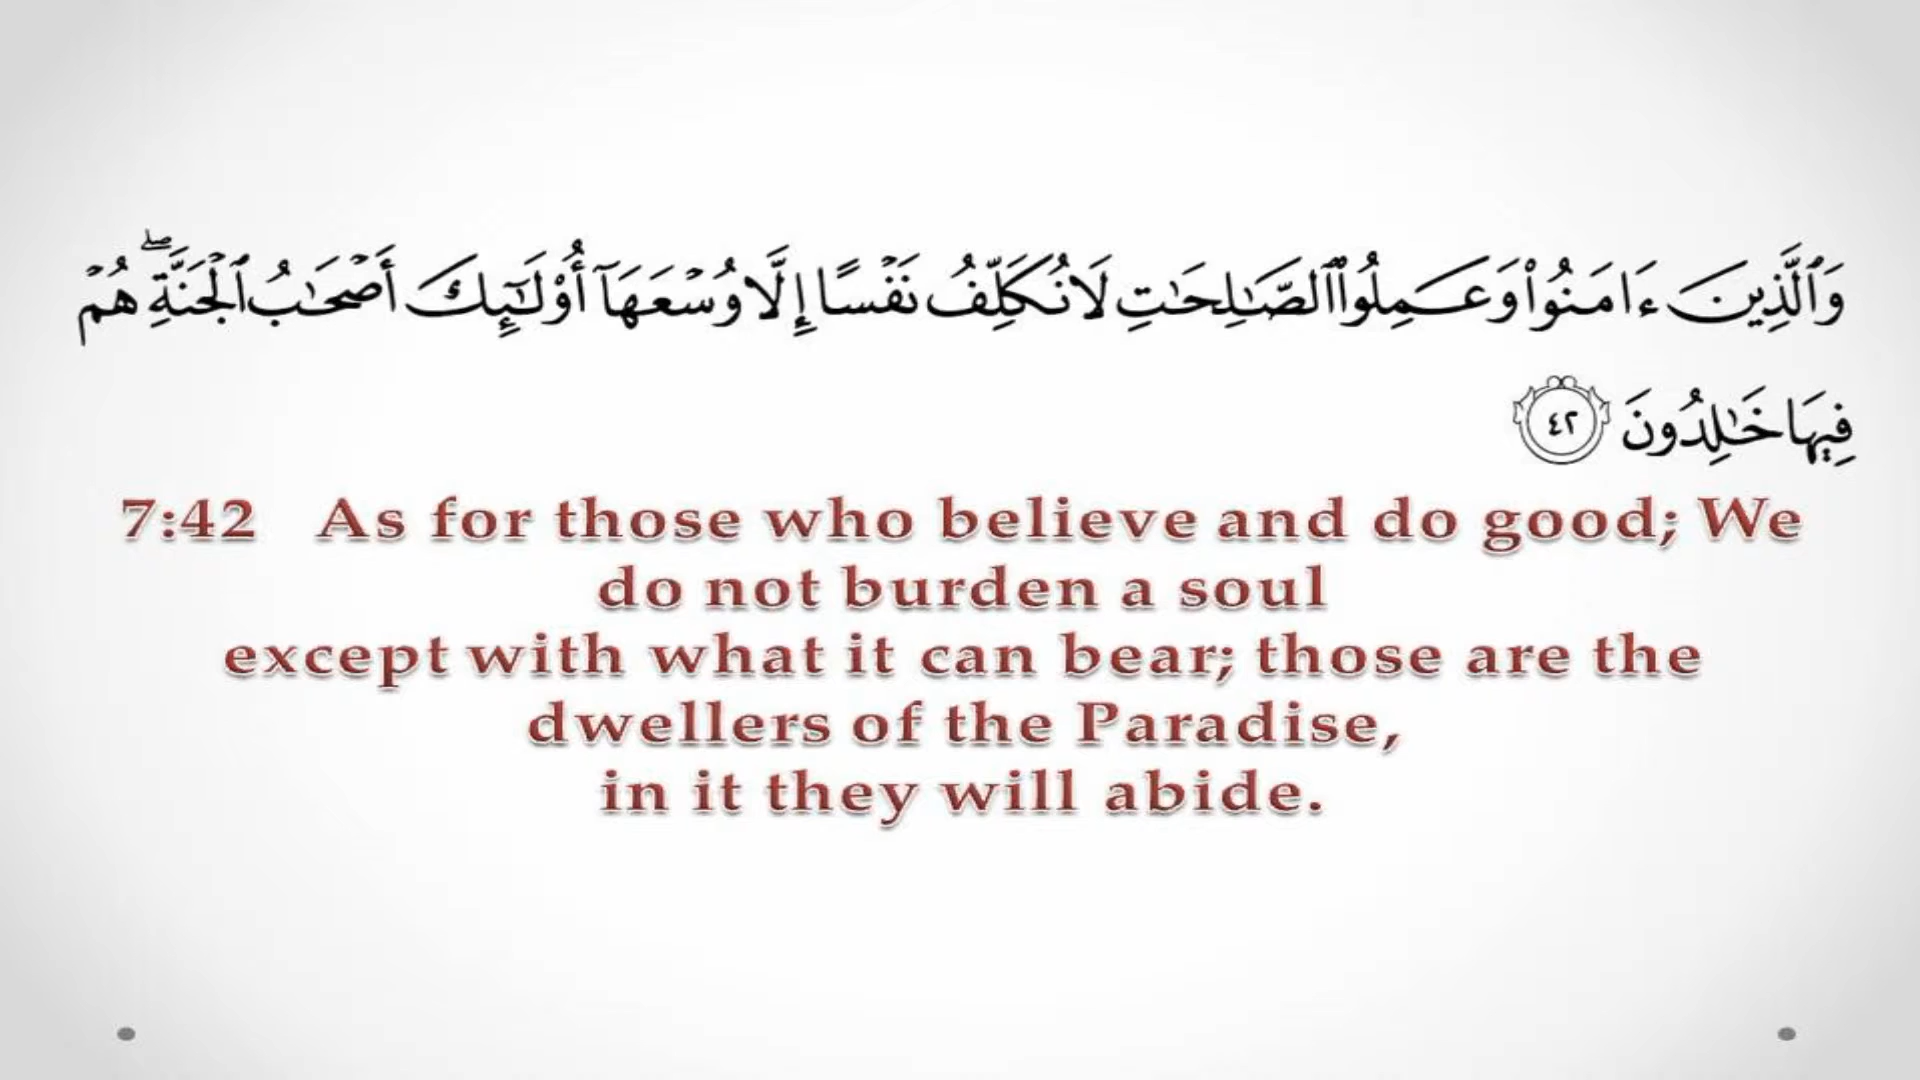 وَٱلَّذِينَ ءَامَنُوا۟ وَعَمِلُوا۟ ٱلصَّـٰلِحَـٰتِ لَا نُكَلِّفُ نَفْسًا إِلَّا وُسْعَهَآ أُو۟لَـٰٓئِكَ أَصْحَـٰبُ ٱلْجَنَّةِ ۖ هُمْ
فِيهَا خَـٰلِدُونَ ٤٢
7:42 As for those who believe and do good; We
do not burden a soul
except with what it can bear; those are the
dwellers of the Paradise,
in it they will abide.